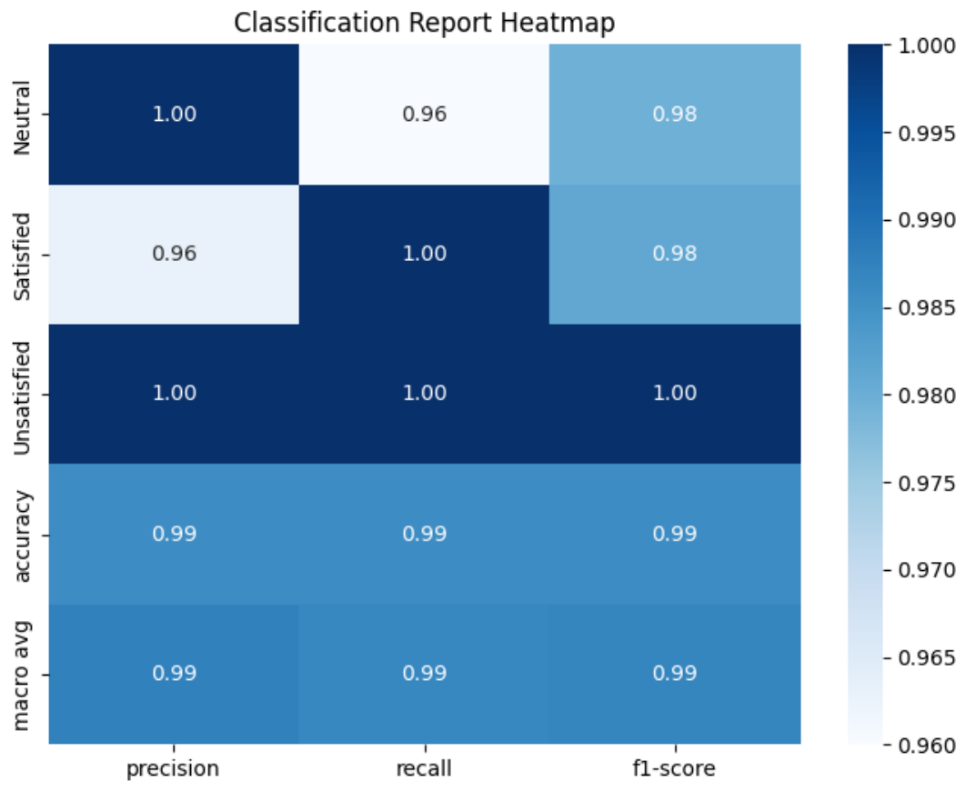 Classification Report Heatmap
Neutral 1.00 0.96 0.98
Satisfied 0.96 1.00 0.98
Unsatisfied 1.00 1.00 1.00
accuracy 0.99 0.99 0.99
macro avg 0.99 0.99 0.99
precision recall f1-score
1.000
0.995
0.990
0.985
0.980
0.975
0.970
0.965
0.960